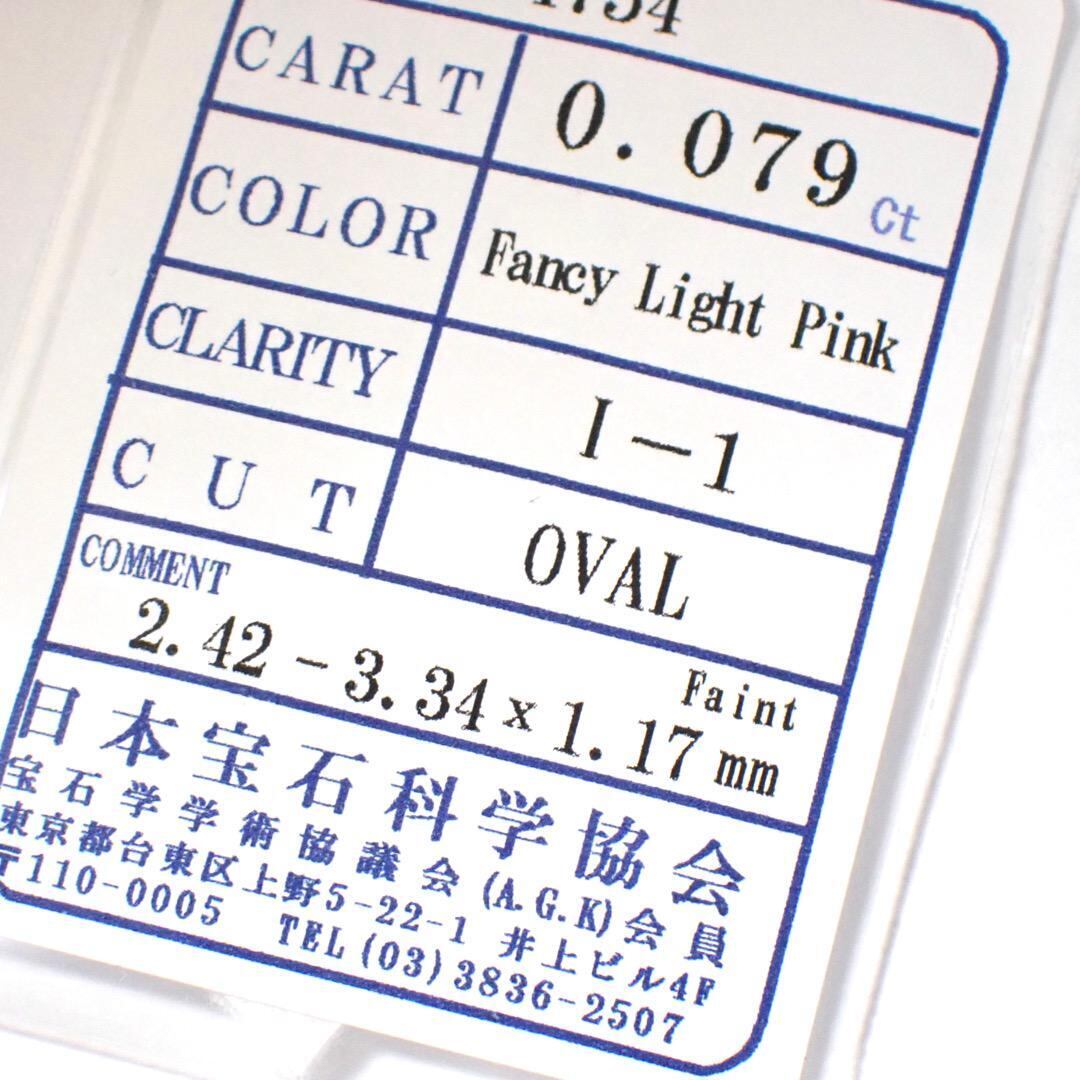 CARAT 0.079 ct
COLOR Fancy Light Pink
CLARITY I-1
CUT OVAL
COMMENT
Faint
2.42-3.34x1.17mm
日本宝石科学協会
宝石学学術協議会(A.G.K)会員
東京都台東区上野5-22-1 井上ビル4F
〒110-0005 TEL(03)3836-2507